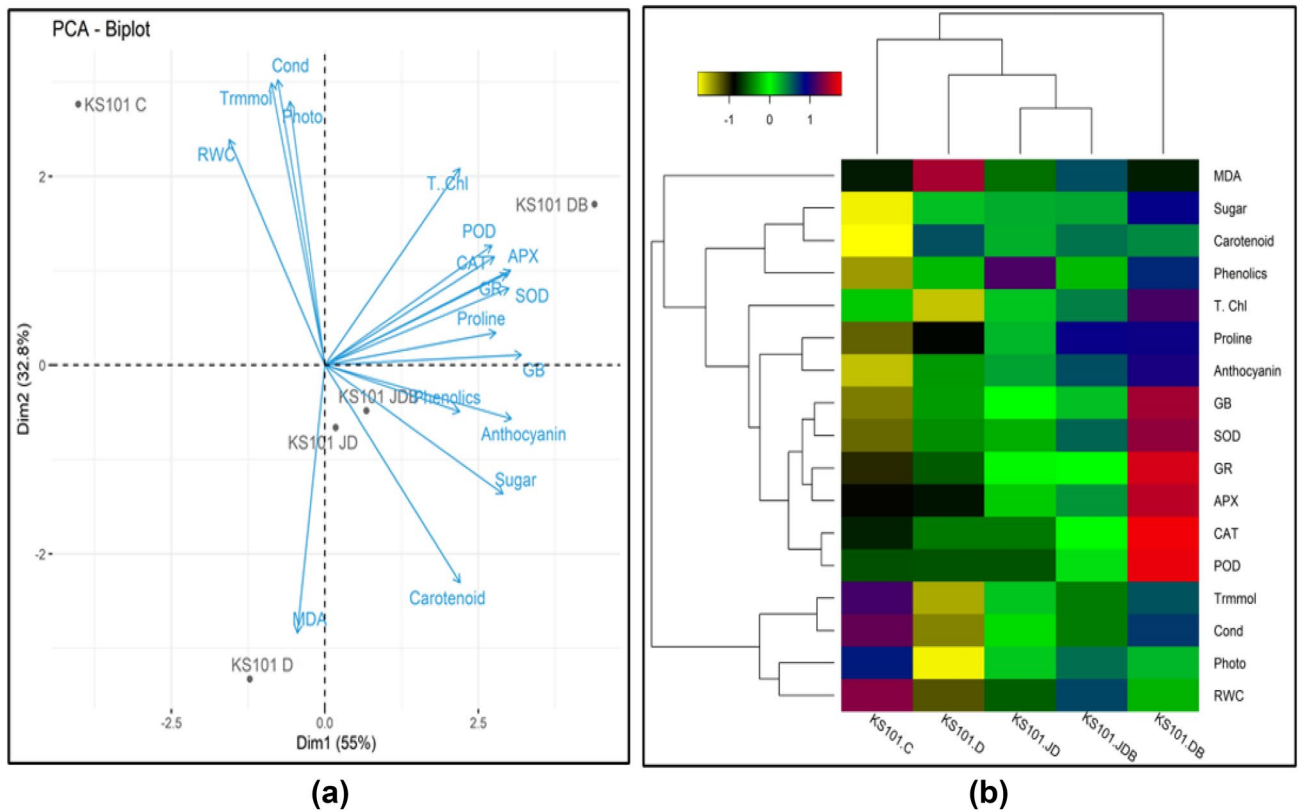 PCA - Biplot
Cond
Trmmol
Photo
KS101 C
RWC
T. Chl
KS101 DB
POD
APX
CAT
GR
SOD
Proline
GB
KS101 JDB
Phenolics
KS101 JD
Anthocyanin
Sugar
Carotenoid
MDA
KS101 D
2
0
-2
-2.5
0.0
2.5
Dim1 (55%)
Dim2 (32.8%)
(a)
-1
0
1
MDA
Sugar
Carotenoid
Phenolics
T. Chl
Proline
Anthocyanin
GB
SOD
GR
APX
CAT
POD
Trmmol
Cond
Photo
RWC
KS101.C
KS101.D
KS101.JD
KS101.JDB
KS101.DB
(b)